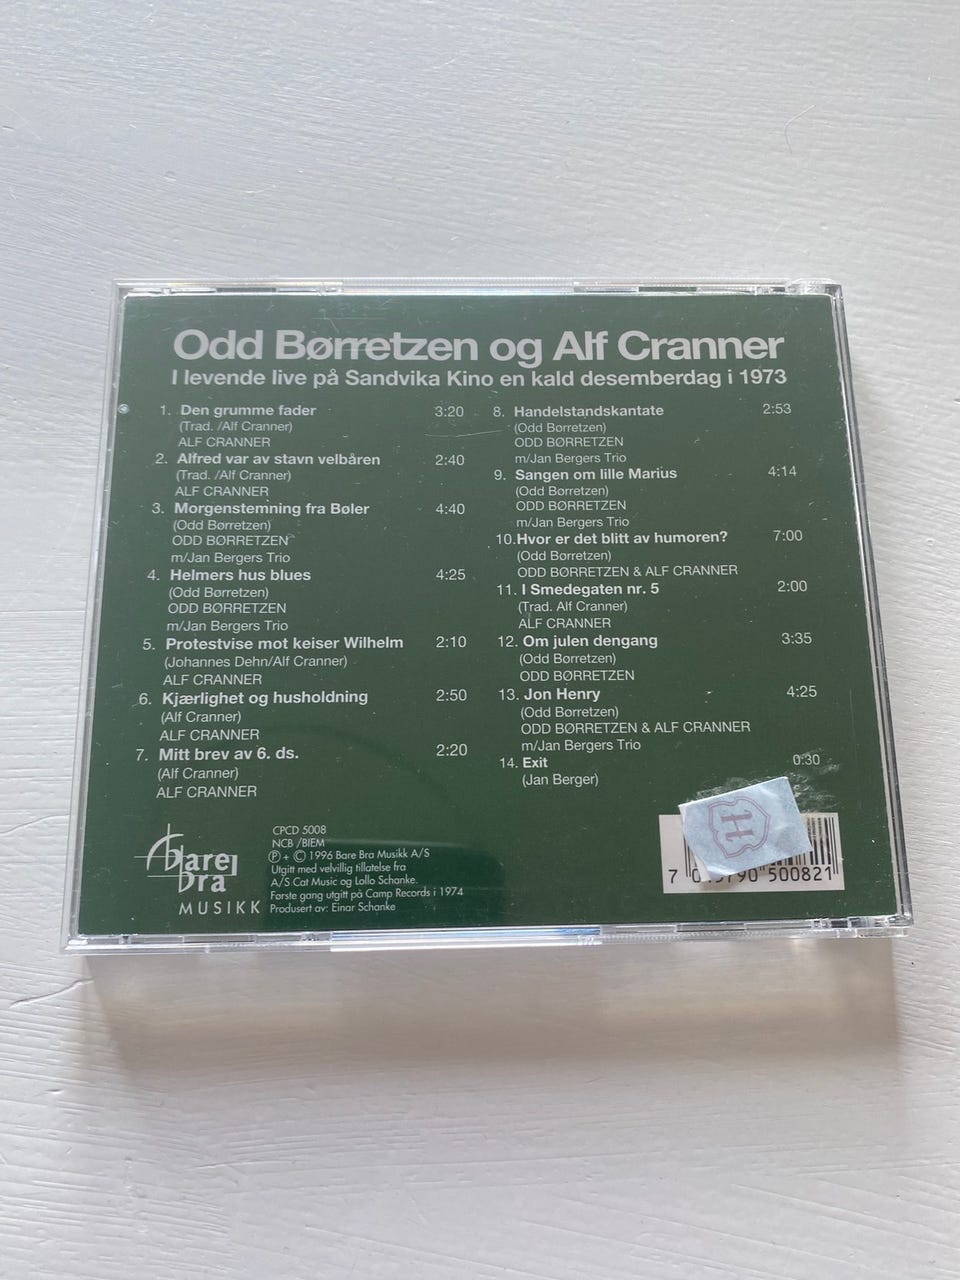 Odd Børretzen og Alf Cranner
I levende live på Sandvika Kino en kald desemberdag i 1973
1. Den grumme fader 3:20
(Trad. /Alf Cranner)
ALF CRANNER
2. Alfred var av stavn velbåren 2:40
(Trad. /Alf Cranner)
ALF CRANNER
3. Morgenstemning fra Bøler 4:40
(Odd Børretzen)
ODD BØRRETZEN
m/Jan Bergers Trio
4. Helmers hus blues 4:25
(Odd Børretzen)
ODD BØRRETZEN
m/Jan Bergers Trio
5. Protestvise mot keiser Wilhelm 2:10
(Johannes Dehn/Alf Cranner)
ALF CRANNER
6. Kjærlighet og husholdning 2:50
(Alf Cranner)
ALF CRANNER
7. Mitt brev av 6. ds. 2:20
(Alf Cranner)
ALF CRANNER
8. Handelstandskantate 2:53
(Odd Børretzen)
ODD BØRRETZEN
m/Jan Bergers Trio
9. Sangen om lille Marius 4:14
(Odd Børretzen)
ODD BØRRETZEN
m/Jan Bergers Trio
10. Hvor er det blitt av humoren? 7:00
(Odd Børretzen)
ODD BØRRETZEN & ALF CRANNER
11. I Smedegaten nr. 5 2:00
(Trad. Alf Cranner)
ALF CRANNER
12. Om julen dengang 3:35
(Odd Børretzen)
ODD BØRRETZEN
13. Jon Henry 4:25
(Odd Børretzen)
ODD BØRRETZEN & ALF CRANNER
m/Jan Bergers Trio
14. Exit 0:30
(Jan Berger)
bare
bra
MUSIKK
CPCD 5008
NCB /BIEM
Ⓟ + © 1996 Bare Bra Musikk A/S
Utgitt med velvillig tillatelse fra
A/S Cat Music og Lollo Schanke.
Første gang utgitt på Camp Records i 1974
Produsert av: Einar Schanke
H
7 500821